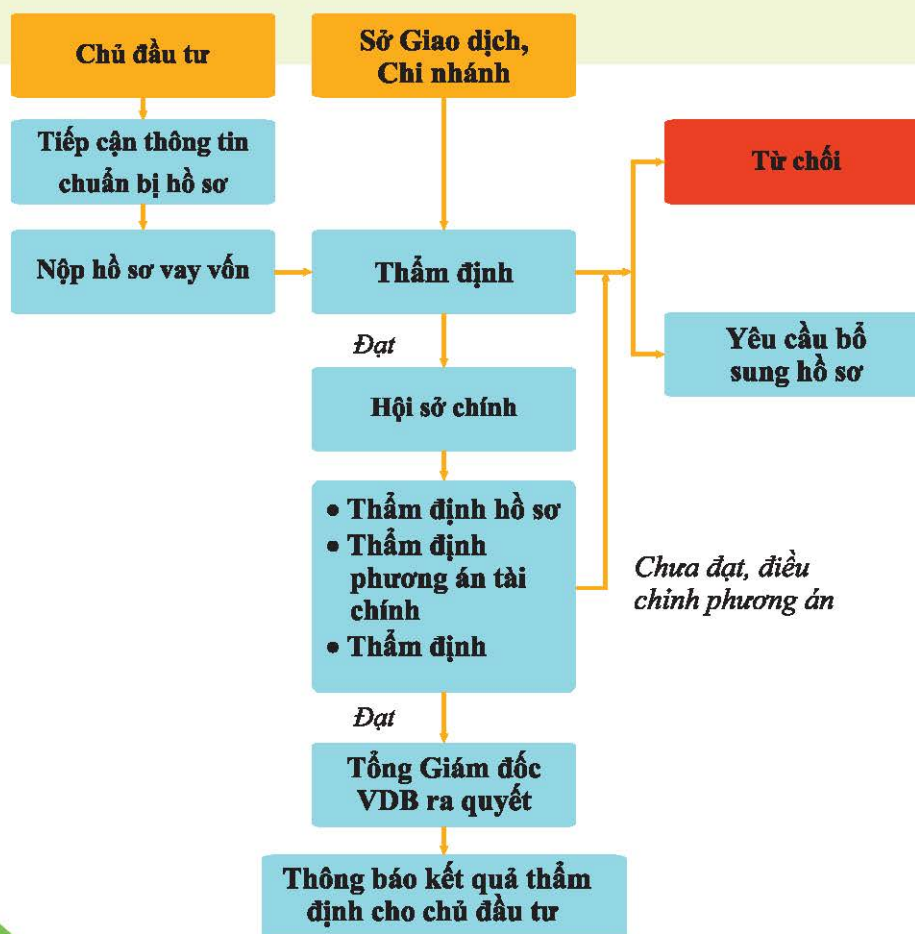 Chủ đầu tư
Sở Giao dịch,
Chi nhánh
Tiếp cận thông tin
chuẩn bị hồ sơ
Từ chối
Nộp hồ sơ vay vốn
Thẩm định
Yêu cầu bổ
sung hồ sơ
Đạt
Hội sở chính
• Thẩm định hồ sơ
• Thẩm định
phương án tài
chính
• Thẩm định
Chưa đạt, điều
chỉnh phương án
Đạt
Tổng Giám đốc
VDB ra quyết
Thông báo kết quả thẩm
định cho chủ đầu tư